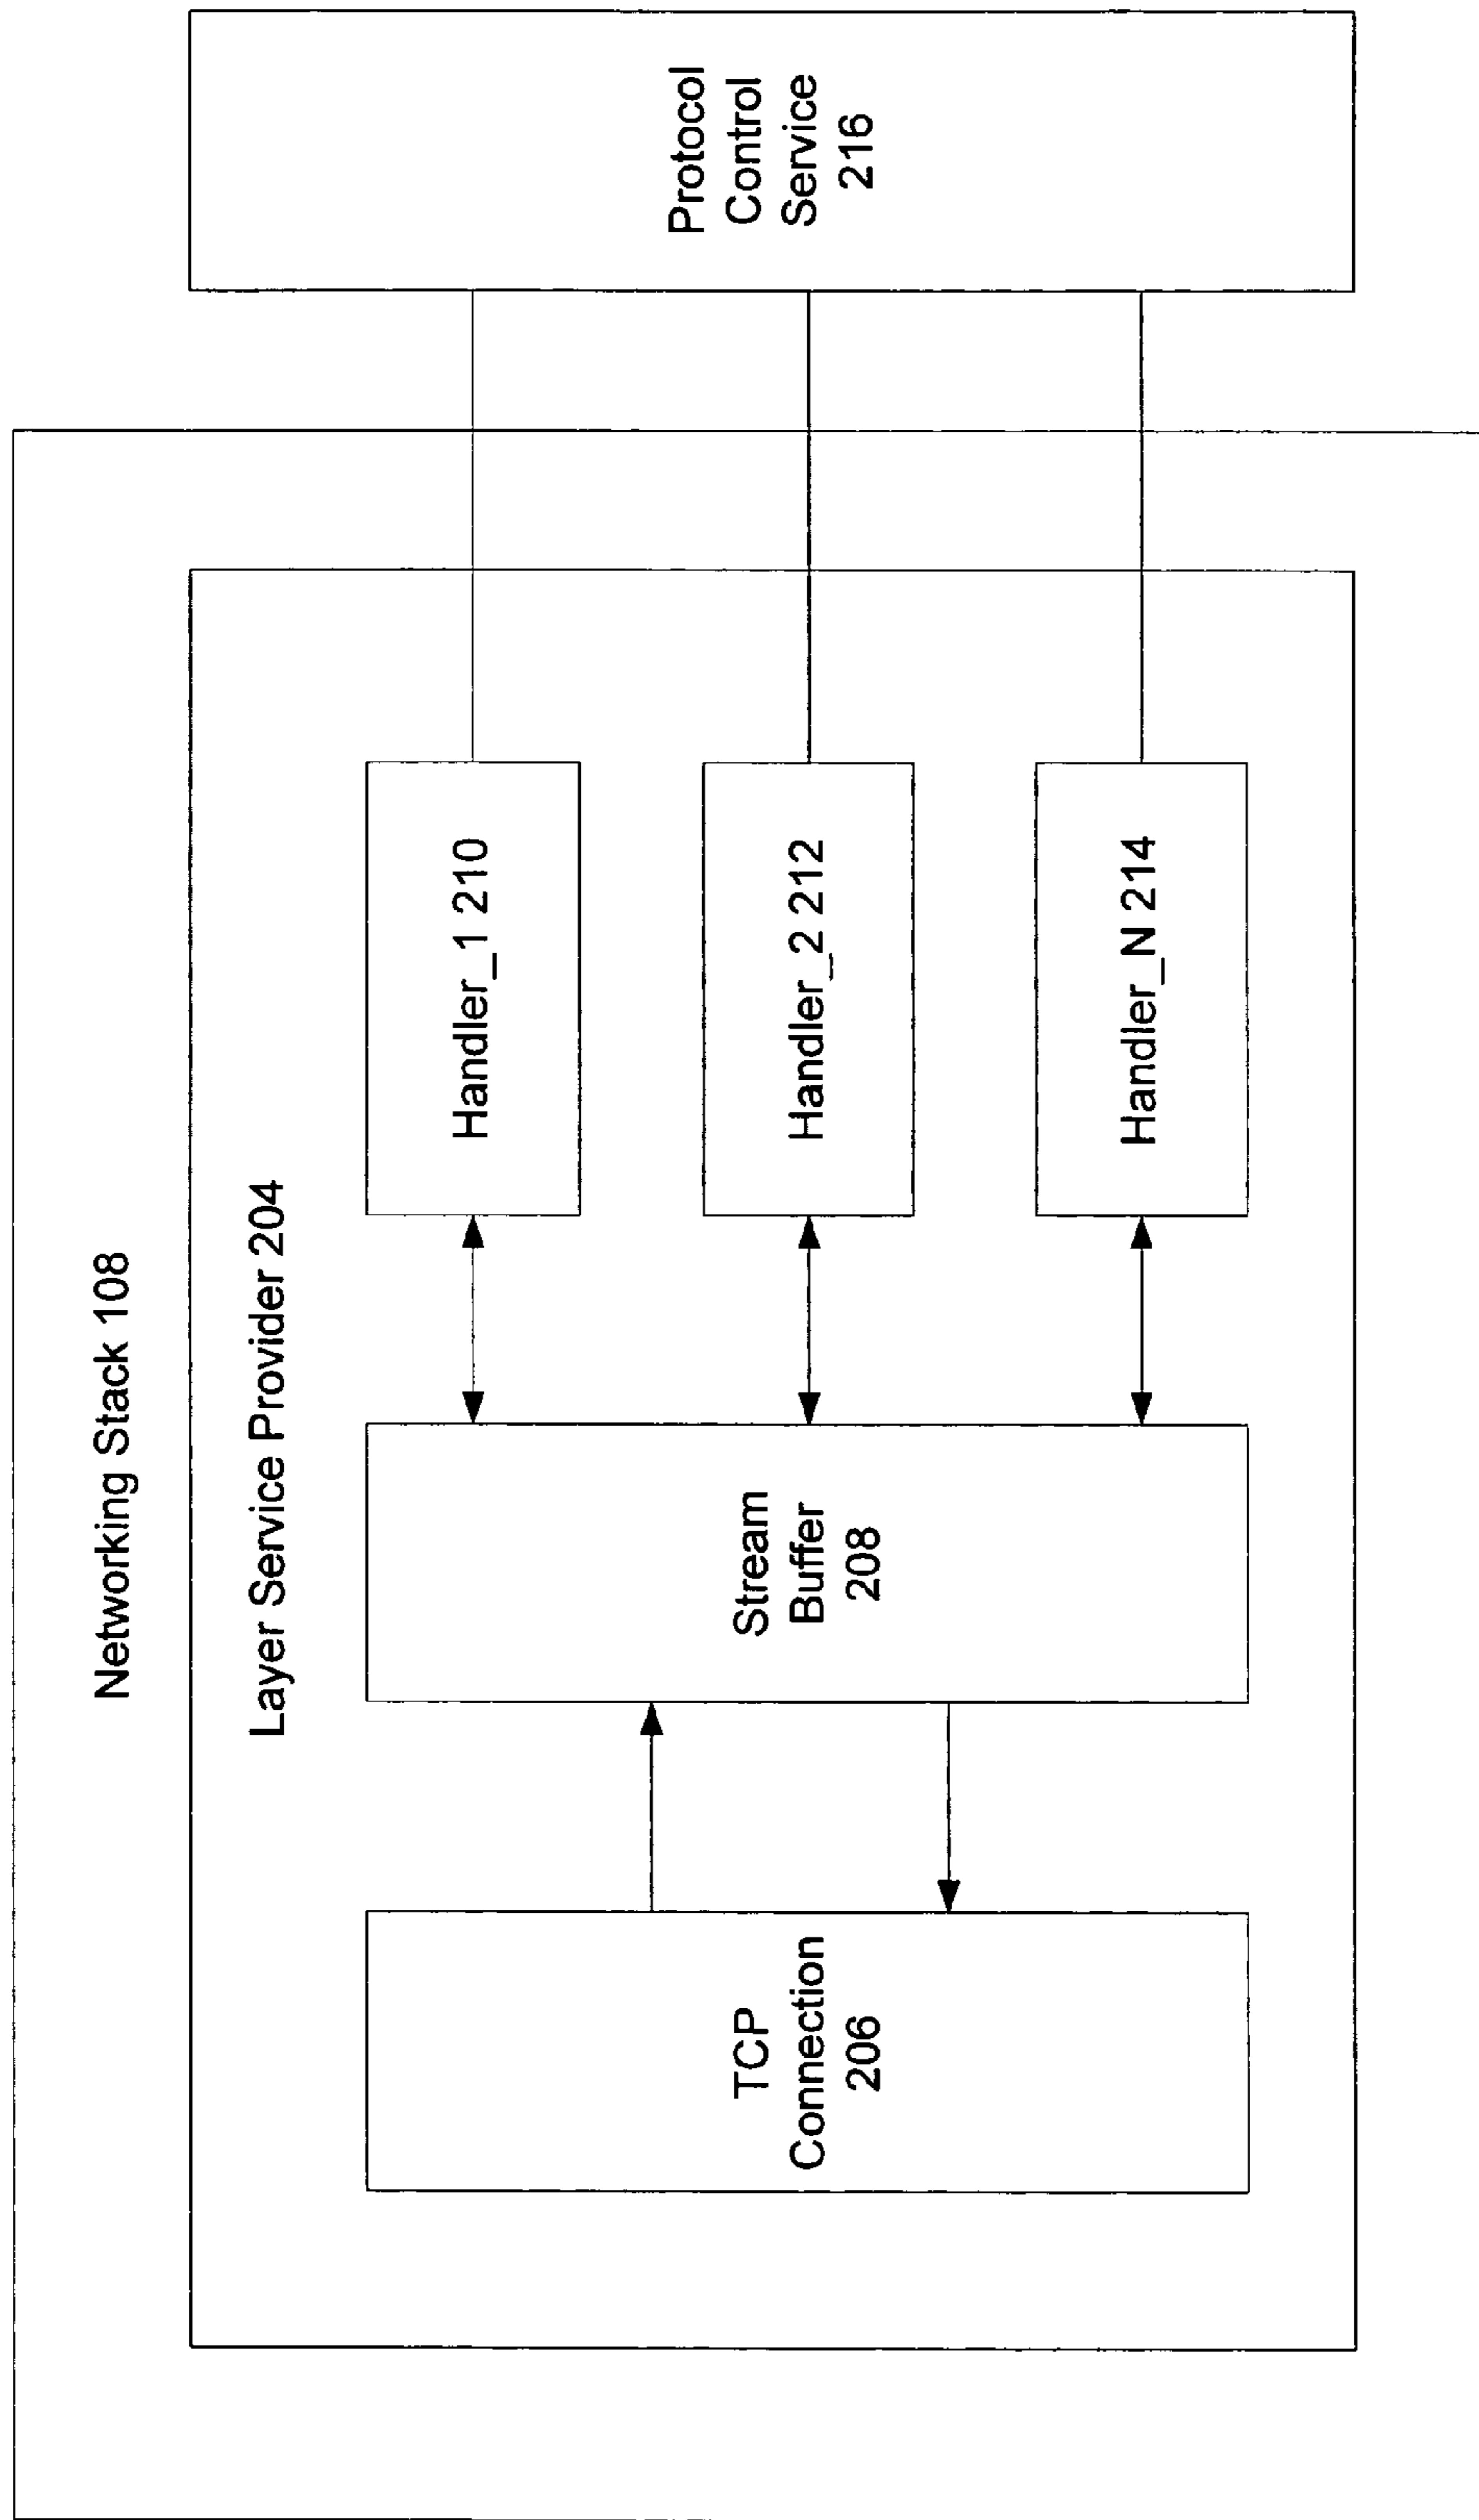 Networking Stack 108
Layer Service Provider 204
TCP
Connection
206
Stream
Buffer
208
Handler_1 210
Handler_2 212
Handler_N 214
Protocol
Control
Service
216